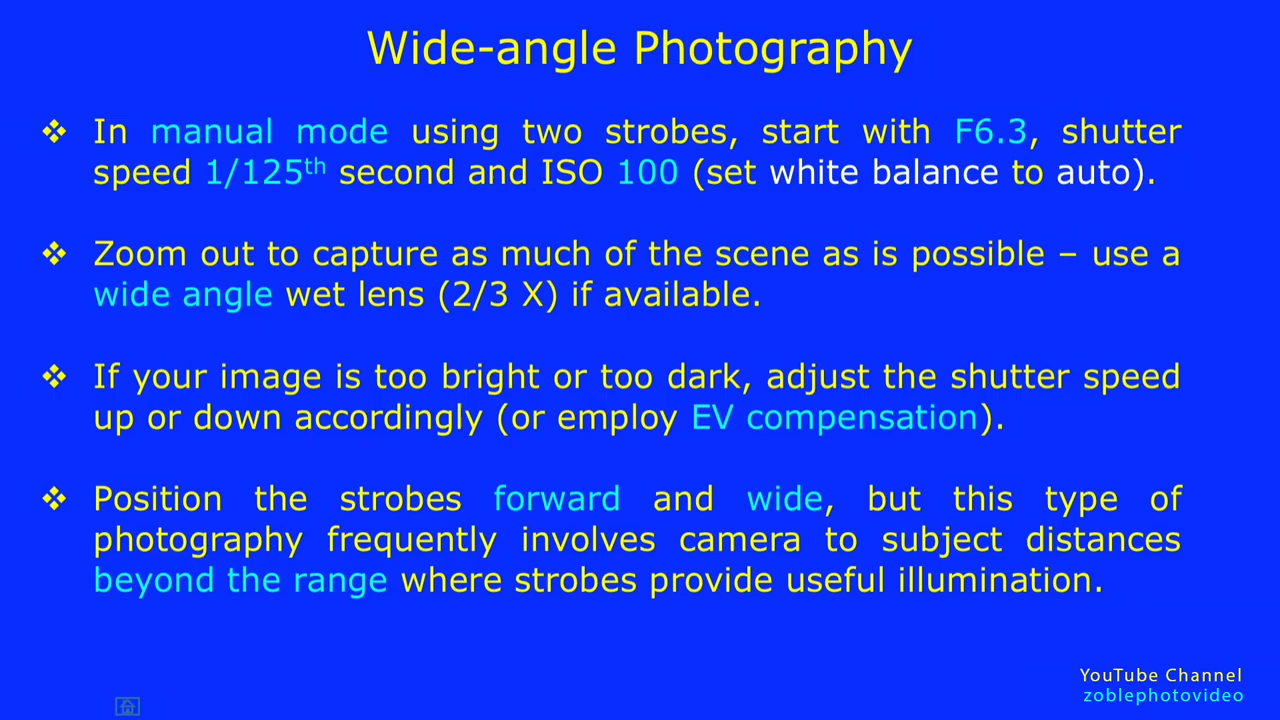 Wide-angle Photography
❖ In manual mode using two strobes, start with F6.3, shutter
speed 1/125th second and ISO 100 (set white balance to auto).
❖ Zoom out to capture as much of the scene as is possible – use a
wide angle wet lens (2/3 X) if available.
❖ If your image is too bright or too dark, adjust the shutter speed
up or down accordingly (or employ EV compensation).
❖ Position the strobes forward and wide, but this type of
photography frequently involves camera to subject distances
beyond the range where strobes provide useful illumination.
YouTube Channel
zoblephotovideo